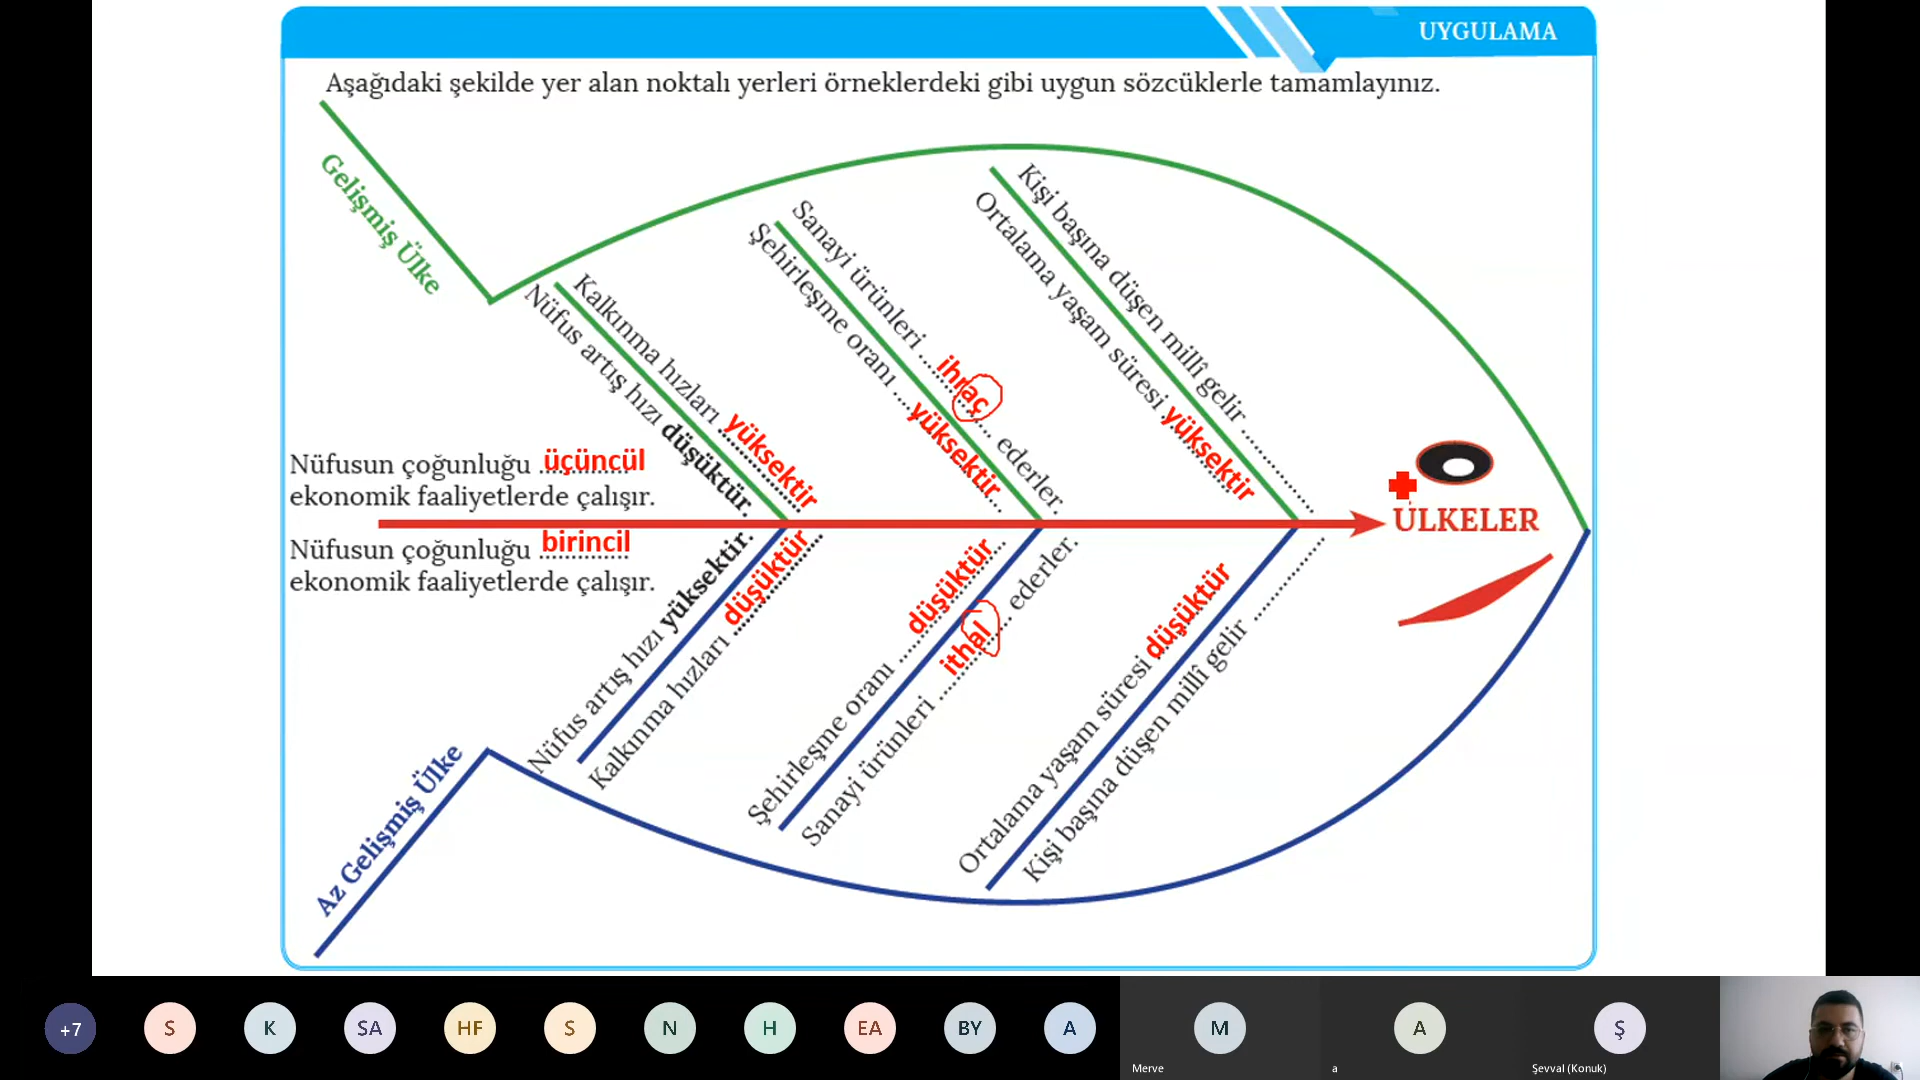 UYGULAMA
Aşağıdaki şekilde yer alan noktalı yerleri örneklerdeki gibi uygun sözcüklerle tamamlayınız.
Gelişmiş Ülke
Kalkınma hızları yüksektir
Nüfus artış hızı düşüktür.
Sanayi ürünleri ihraç ederler.
Şehirleşme oranı yüksektir
Kişi başına düşen millî gelir
Ortalama yaşam süresi yüksektir
Nüfusun çoğunluğu üçüncül
ekonomik faaliyetlerde çalışır.
ÜLKELER
Nüfusun çoğunluğu birincil
ekonomik faaliyetlerde çalışır.
Nüfus artış hızı yüksektir.
Kalkınma hızları düşüktür
Şehirleşme oranı düşüktür
Sanayi ürünleri ithal ederler.
Ortalama yaşam süresi düşüktür
Kişi başına düşen millî gelir
Az Gelişmiş Ülke
+7
S
K
SA
HF
S
N
H
EA
BY
A
M
A
Ş
Merve
a
Şevval (Konuk)